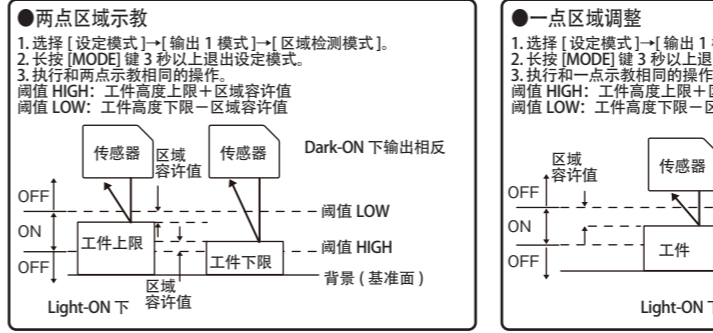 ●两点区域示教
1. 选择 [ 设定模式 ]→[ 输出 1 模式 ]→[ 区域检测模式 ]。
2. 长按 [MODE] 键 3 秒以上退出设定模式。
3. 执行和两点示教相同的操作。
阈值 HIGH：工件高度上限＋区域容许值
阈值 LOW：工件高度下限－区域容许值
传感器
区域
容许值
传感器
Dark-ON 下输出相反
OFF
ON
OFF
阈值 LOW
工件上限
阈值 HIGH
工件下限
背景 ( 基准面 )
区域
容许值
Light-ON 下
●一点区域调整
1. 选择 [ 设定模式 ]→[ 输出 1
2. 长按 [MODE] 键 3 秒以上退
3. 执行和一点示教相同的操作
阈值 HIGH：工件高度上限＋
阈值 LOW：工件高度下限－
区域
容许值
传感器
OFF
ON
OFF
工件
Light-ON